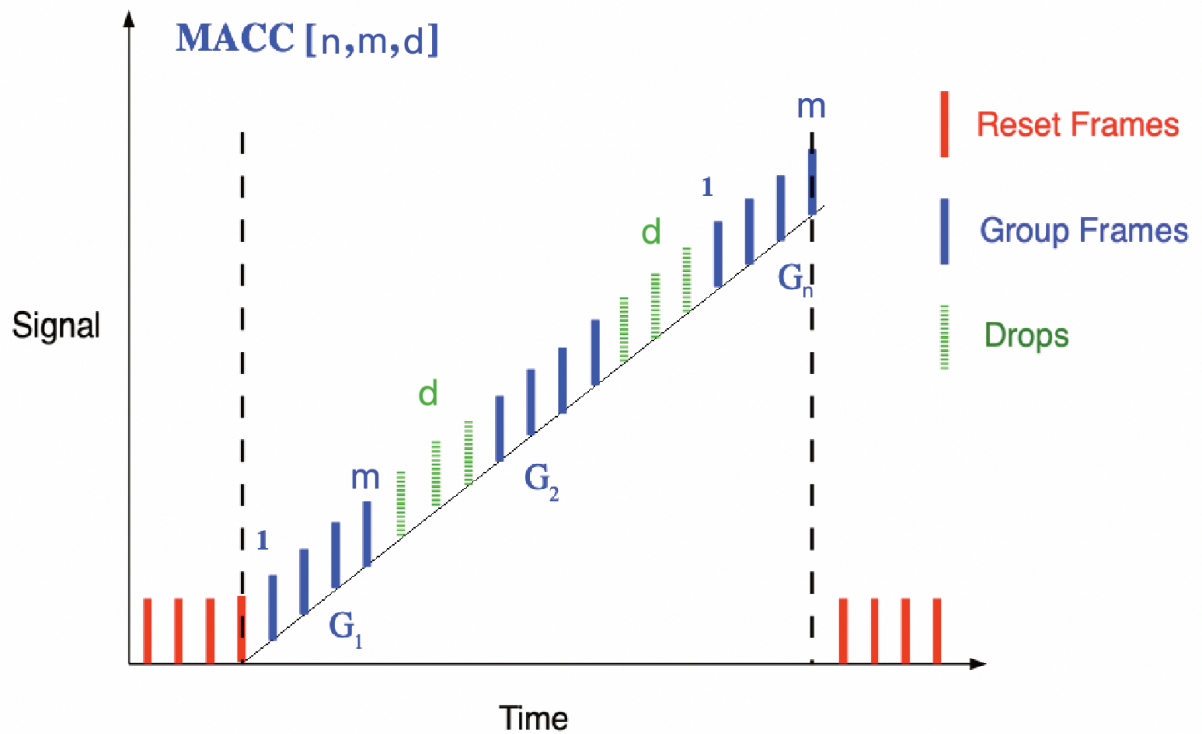 MACC [n,m,d]
m
Reset Frames
1
d
Group Frames
Gn
Signal
Drops
d
m
G2
1
G1
Time